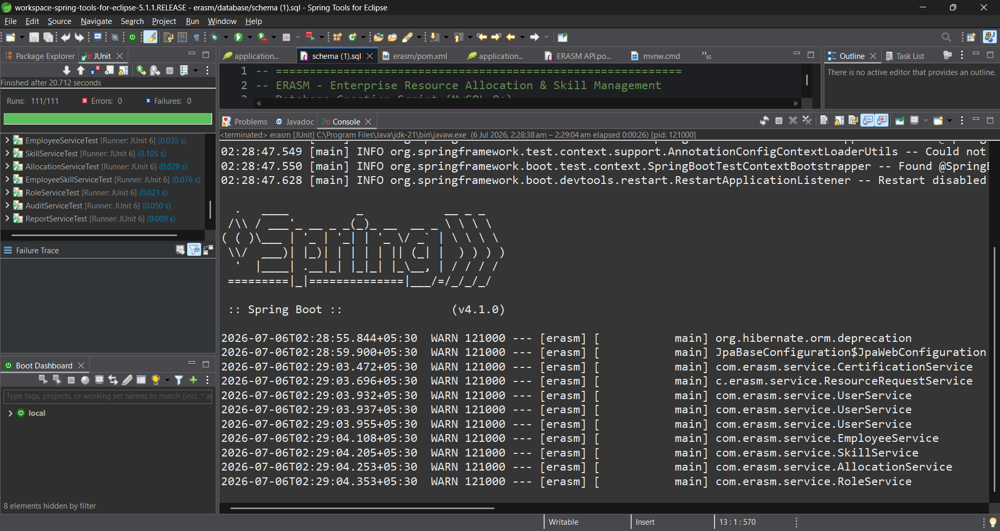 workspace-spring-tools-for-eclipse-5.1.1.RELEASE - erasm/database/schema (1).sql - Spring Tools for Eclipse
File Edit Source Navigate Search Project Run Window Help
Package Explorer JUnit
Finished after 20.712 seconds
Runs: 111/111 Errors: 0 Failures: 0
EmployeeServiceTest [Runner: JUnit 6] (0.035 s)
SkillServiceTest [Runner: JUnit 6] (0.105 s)
AllocationServiceTest [Runner: JUnit 6] (0.029 s)
EmployeeSkillServiceTest [Runner: JUnit 6] (0.076 s)
RoleServiceTest [Runner: JUnit 6] (0.021 s)
AuditServiceTest [Runner: JUnit 6] (0.050 s)
ReportServiceTest [Runner: JUnit 6] (0.009 s)
Failure Trace
Boot Dashboard
Type tags, projects, or working set names to match (incl. * 
local
8 elements hidden by filter
application... schema (1).sql erasm/pom.xml application... ERASM API.po... mvnw.cmd »85
1 -- ============================================================
2 -- ERASM - Enterprise Resource Allocation & Skill Management
Outline Task List
There is no active editor that provides an outline.
Problems Javadoc Console
<terminated> erasm [JUnit] C:\Program Files\Java\jdk-21\bin\javaw.exe (6 Jul 2026, 2:28:38 am – 2:29:04 am elapsed 0:00:26) [pid: 121000]
02:28:47.549 [main] INFO org.springframework.test.context.support.AnnotationConfigContextLoaderUtils -- Could not
02:28:47.550 [main] INFO org.springframework.boot.test.context.SpringBootTestContextBootstrapper -- Found @Spring
02:28:47.628 [main] INFO org.springframework.boot.devtools.restart.RestartApplicationListener -- Restart disabled
Spring
:: Spring Boot :: (v4.1.0)
2026-07-06T02:28:55.844+05:30 WARN 121000 --- [erasm] [ main] org.hibernate.orm.deprecation
2026-07-06T02:28:59.900+05:30 WARN 121000 --- [erasm] [ main] JpaBaseConfiguration$JpaWebConfiguration
2026-07-06T02:29:03.472+05:30 WARN 121000 --- [erasm] [ main] com.erasm.service.CertificationService
2026-07-06T02:29:03.696+05:30 WARN 121000 --- [erasm] [ main] c.erasm.service.ResourceRequestService
2026-07-06T02:29:03.932+05:30 WARN 121000 --- [erasm] [ main] com.erasm.service.UserService
2026-07-06T02:29:03.937+05:30 WARN 121000 --- [erasm] [ main] com.erasm.service.UserService
2026-07-06T02:29:03.955+05:30 WARN 121000 --- [erasm] [ main] com.erasm.service.UserService
2026-07-06T02:29:04.108+05:30 WARN 121000 --- [erasm] [ main] com.erasm.service.EmployeeService
2026-07-06T02:29:04.205+05:30 WARN 121000 --- [erasm] [ main] com.erasm.service.SkillService
2026-07-06T02:29:04.253+05:30 WARN 121000 --- [erasm] [ main] com.erasm.service.AllocationService
2026-07-06T02:29:04.353+05:30 WARN 121000 --- [erasm] [ main] com.erasm.service.RoleService
Writable Insert 13 : 1 : 570